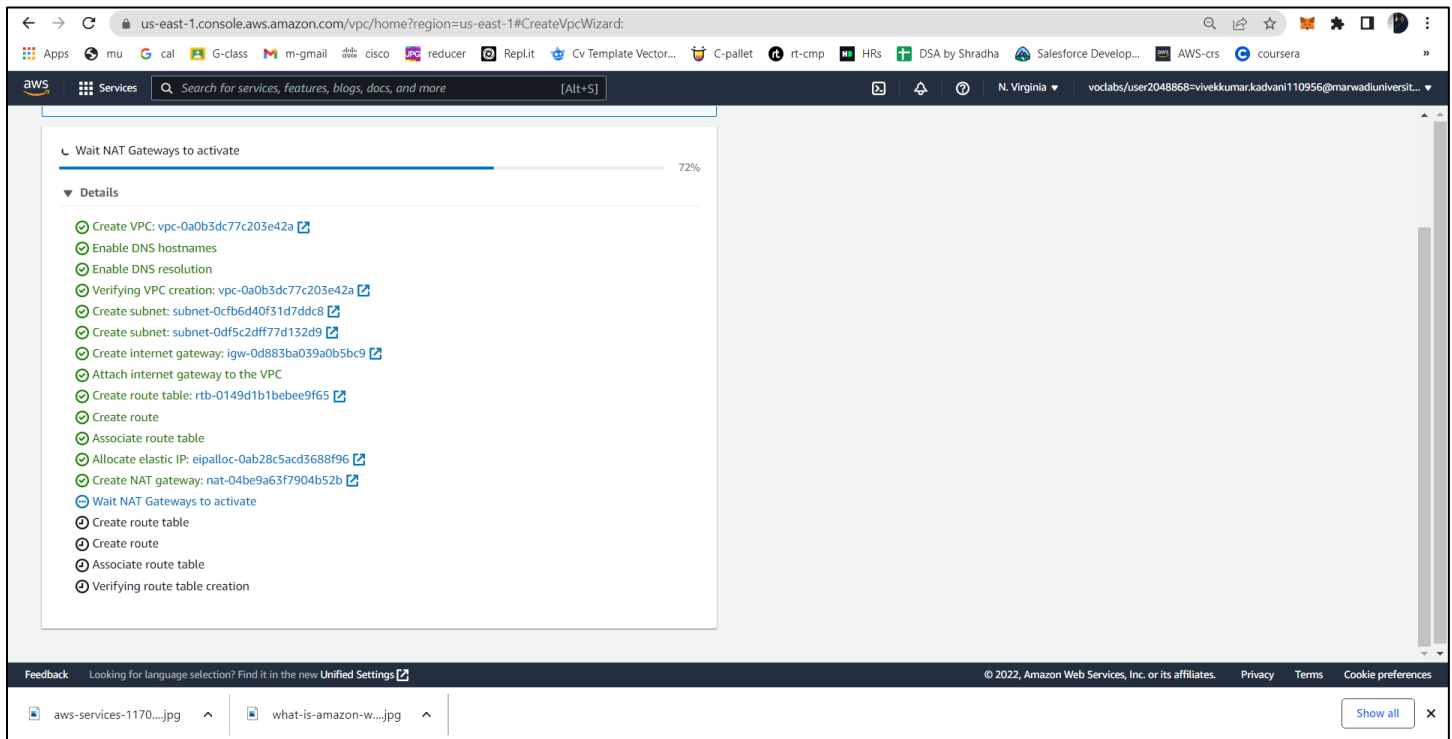 us-east-1.console.aws.amazon.com/vpc/home?region=us-east-1#CreateVpcWizard:
Apps mu G cal G-class m-gmail cisco JPG reducer Repl.it Cv Template Vector... C-pallet rt-cmp HRs DSA by Shradha Salesforce Develop... aws AWS-crs C coursera »
aws Services Search for services, features, blogs, docs, and more [Alt+S] N. Virginia ▼ voclabs/user2048868=vivekkumar.kadvani110956@marwadiuniversit... ▼
Wait NAT Gateways to activate
72%
▼ Details
Create VPC: vpc-0a0b3dc77c203e42a
Enable DNS hostnames
Enable DNS resolution
Verifying VPC creation: vpc-0a0b3dc77c203e42a
Create subnet: subnet-0cfb6d40f31d7ddc8
Create subnet: subnet-0df5c2dff77d132d9
Create internet gateway: igw-0d883ba039a0b5bc9
Attach internet gateway to the VPC
Create route table: rtb-0149d1b1bebee9f65
Create route
Associate route table
Allocate elastic IP: eipalloc-0ab28c5acd3688f96
Create NAT gateway: nat-04be9a63f7904b52b
Wait NAT Gateways to activate
Create route table
Create route
Associate route table
Verifying route table creation
Feedback Looking for language selection? Find it in the new Unified Settings © 2022, Amazon Web Services, Inc. or its affiliates. Privacy Terms Cookie preferences
aws-services-1170....jpg what-is-amazon-w....jpg Show all